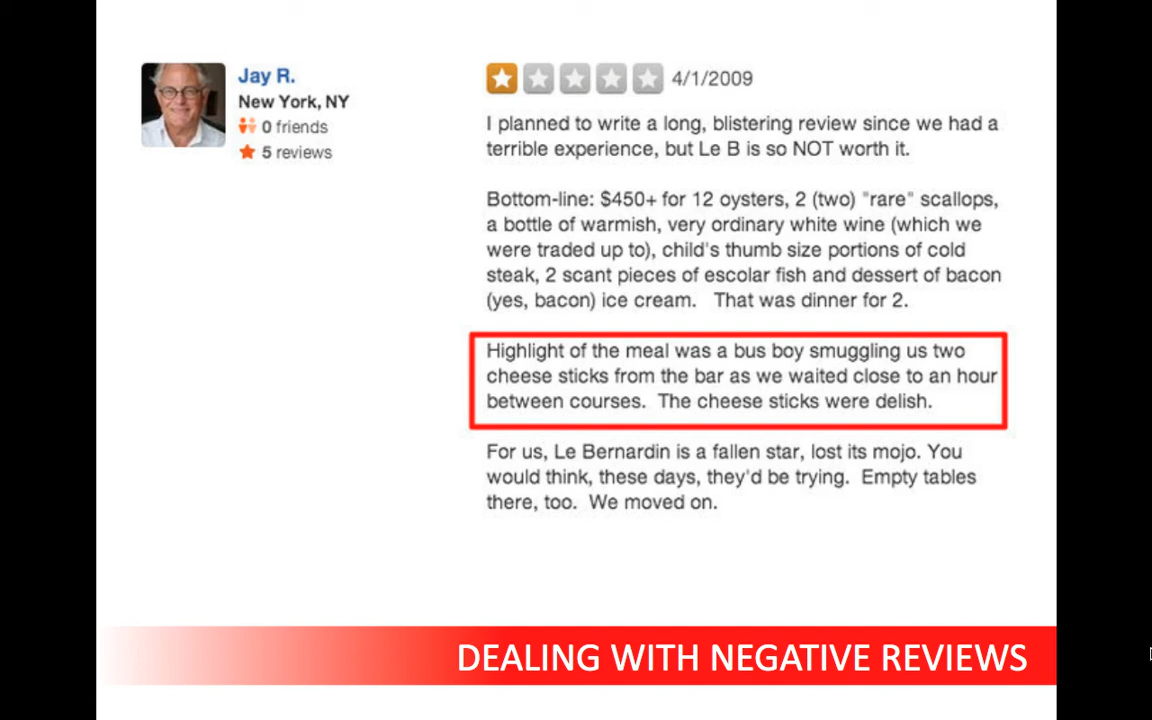 Jay R.
New York, NY
0 friends
5 reviews
4/1/2009
I planned to write a long, blistering review since we had a
terrible experience, but Le B is so NOT worth it.
Bottom-line: $450+ for 12 oysters, 2 (two) "rare" scallops,
a bottle of warmish, very ordinary white wine (which we
were traded up to), child's thumb size portions of cold
steak, 2 scant pieces of escolar fish and dessert of bacon
(yes, bacon) ice cream.   That was dinner for 2.
Highlight of the meal was a bus boy smuggling us two
cheese sticks from the bar as we waited close to an hour
between courses.  The cheese sticks were delish.
For us, Le Bernardin is a fallen star, lost its mojo. You
would think, these days, they'd be trying.  Empty tables
there, too.  We moved on.
DEALING WITH NEGATIVE REVIEWS